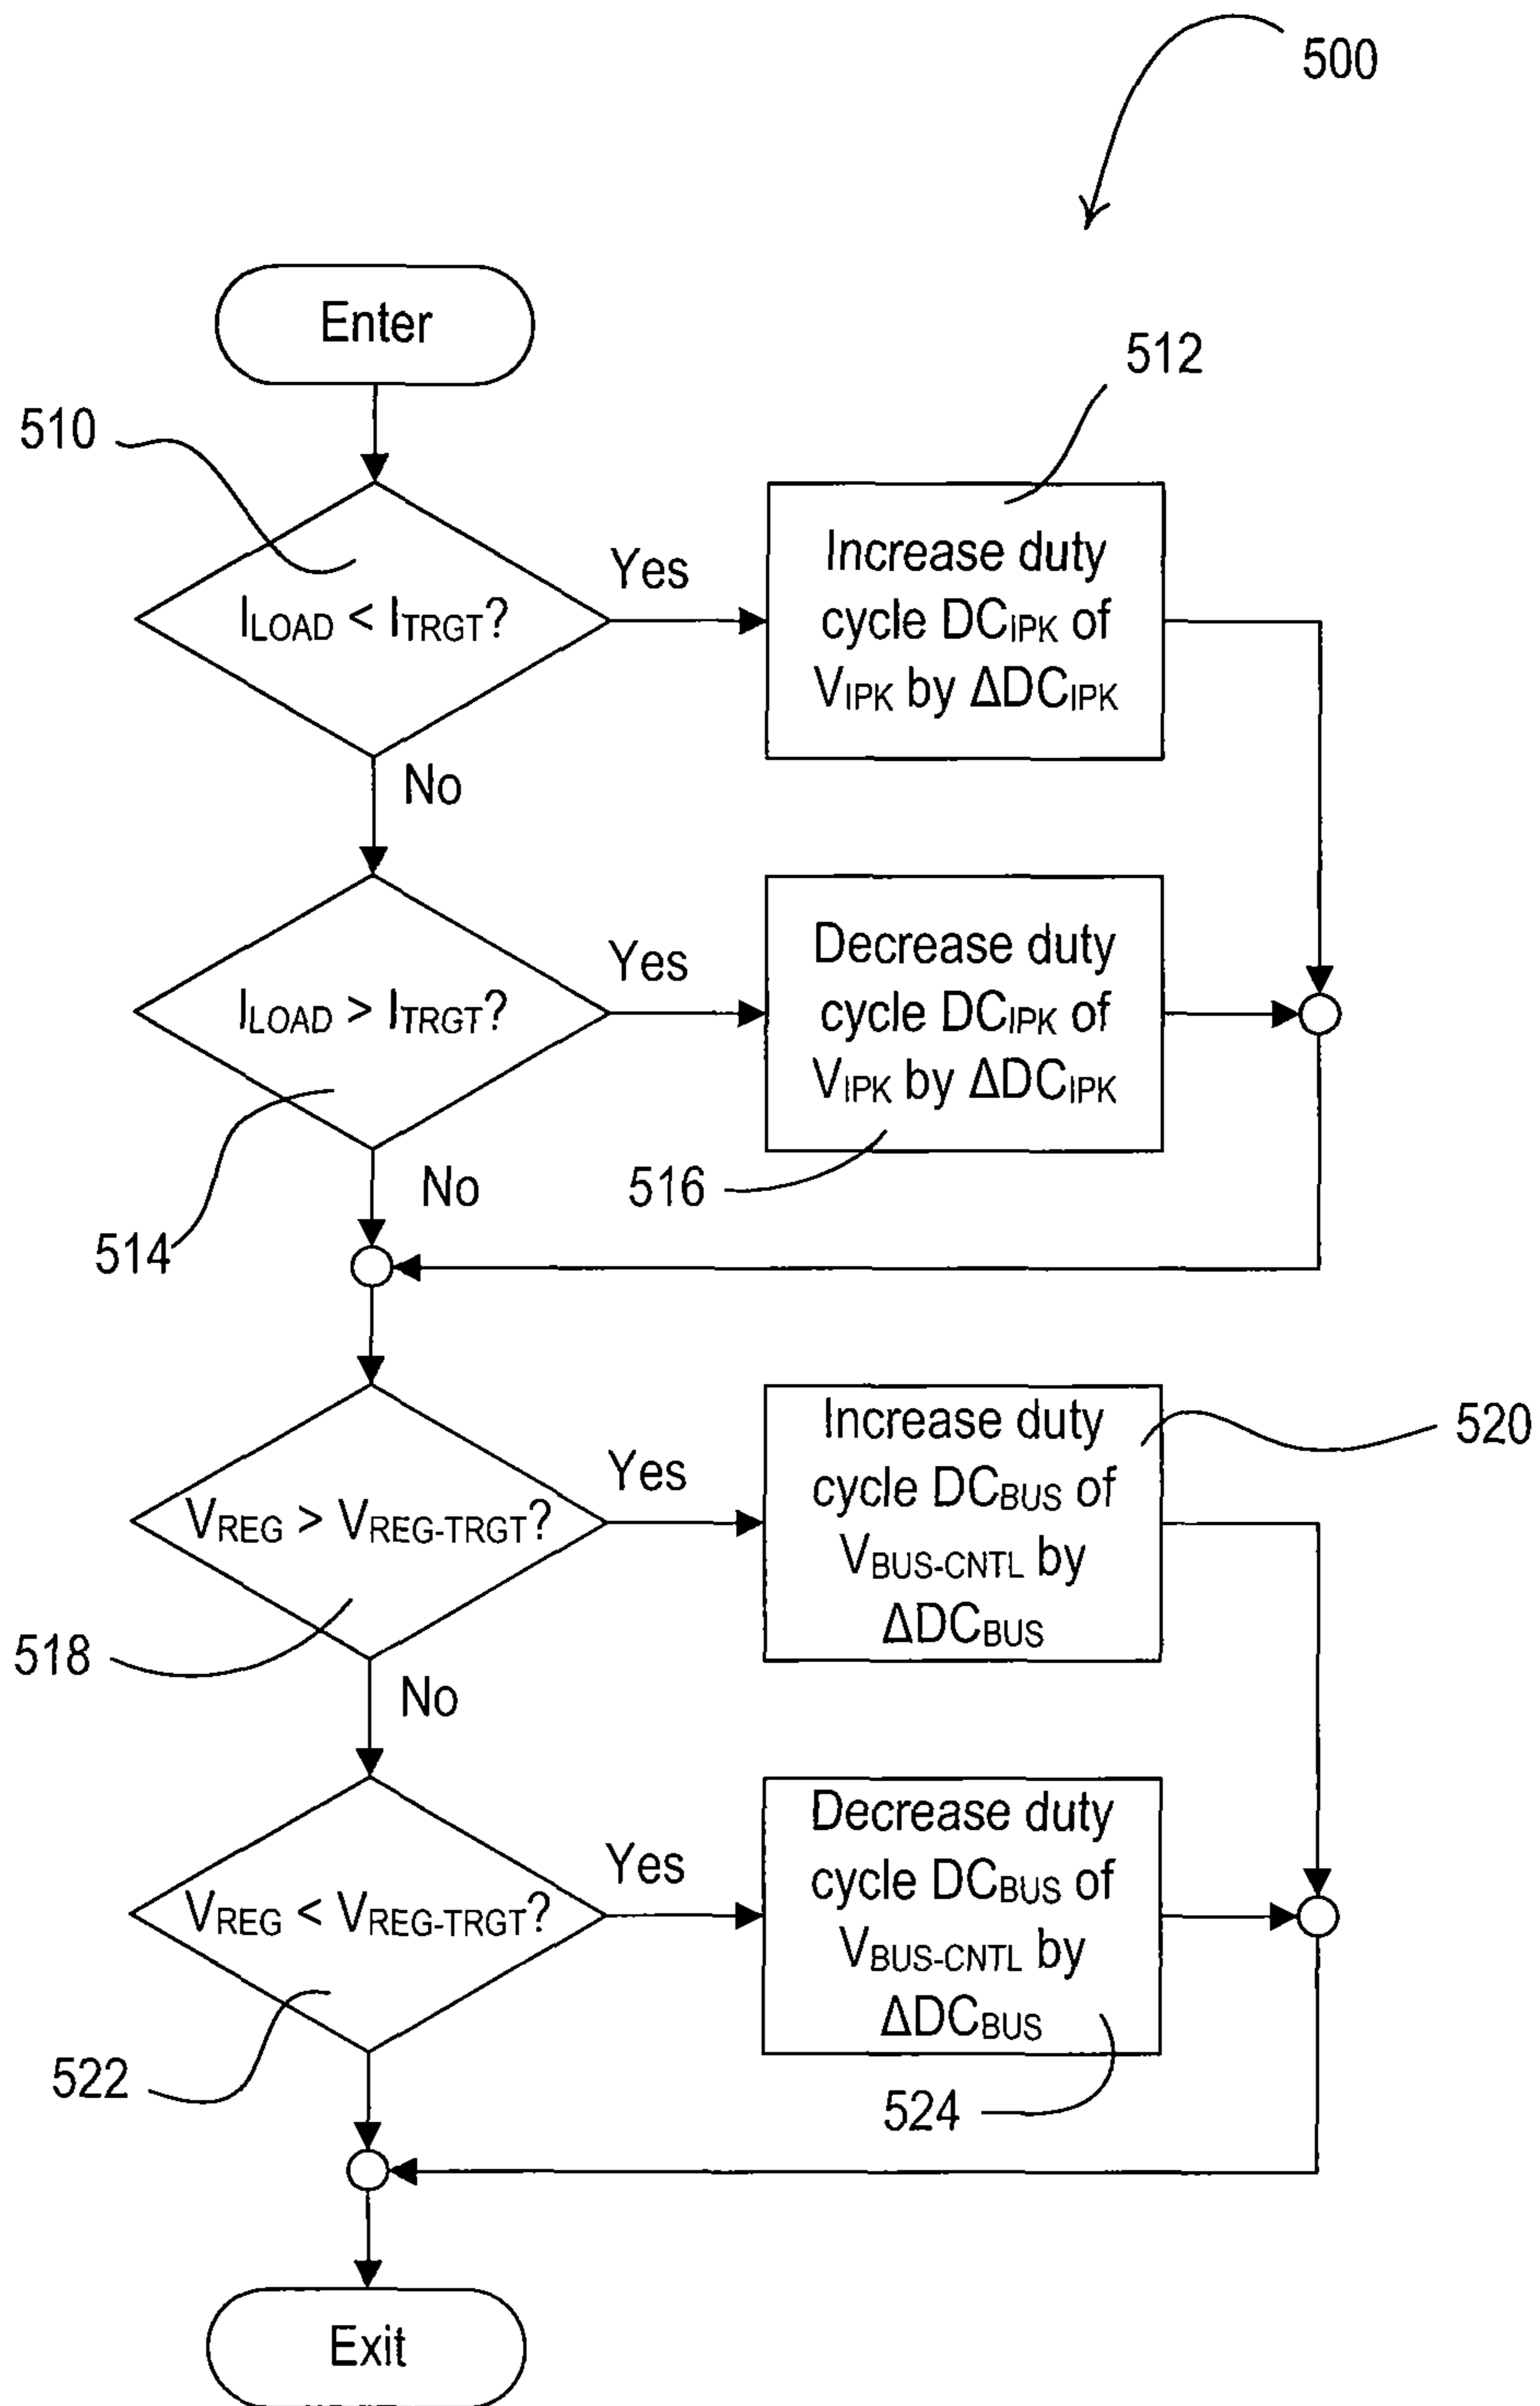 500
Enter
512
510
Increase duty
Yes
cycle DCIPK of
ILOAD < ITRGT?
VIPK by ΔDCIPK
No
Decrease duty
Yes
cycle DCIPK of
ILOAD > ITRGT?
VIPK by ΔDCIPK
No
516
514
Increase duty
520
Yes
cycle DCBUS of
VREG > VREG-TRGT?
VBUS-CNTL by
ΔDCBUS
518
No
Decrease duty
Yes
cycle DCBUS of
VREG < VREG-TRGT?
VBUS-CNTL by
ΔDCBUS
522
524
Exit